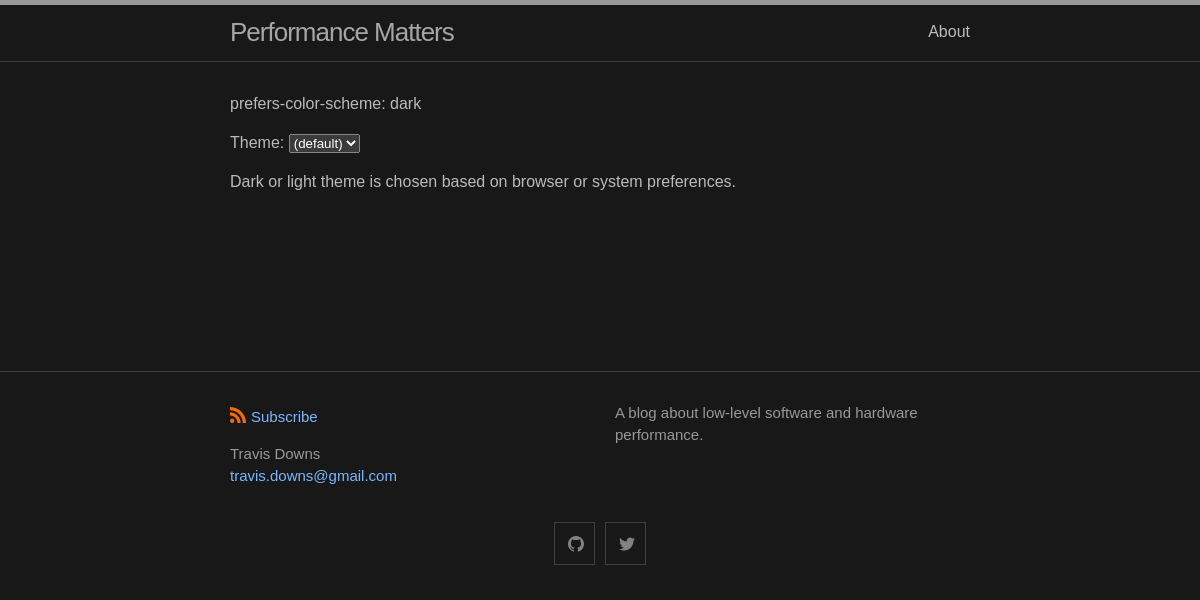 Performance Matters
About
prefers-color-scheme: dark
Theme: (default)
Dark or light theme is chosen based on browser or system preferences.
Subscribe
Travis Downs
travis.downs@gmail.com
A blog about low-level software and hardware
performance.